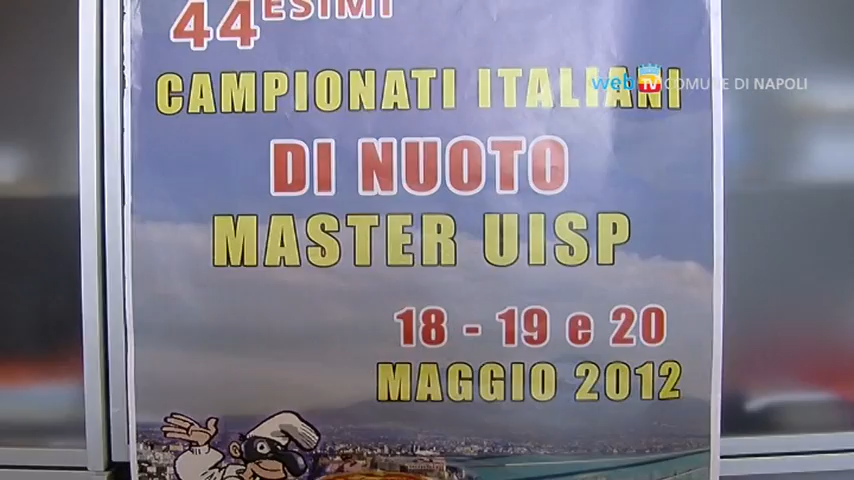 44ESIMI
CAMPIONATI ITALIANI
web TV COMUNE DI NAPOLI
DI NUOTO
MASTER UISP
18 - 19 e 20
MAGGIO 2012